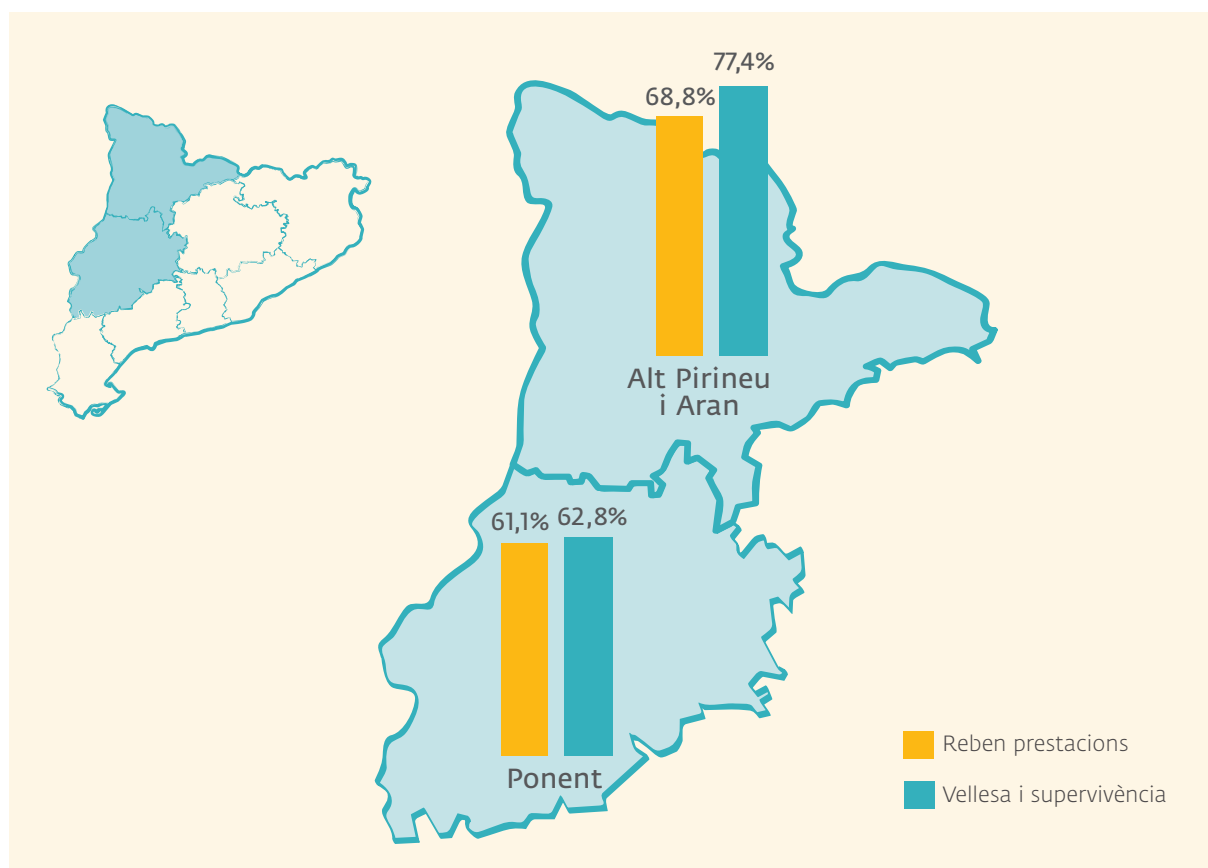 77,4%
68,8%
Alt Pirineu
i Aran
61,1%
62,8%
Ponent
Reben prestacions
Vellesa i supervivència